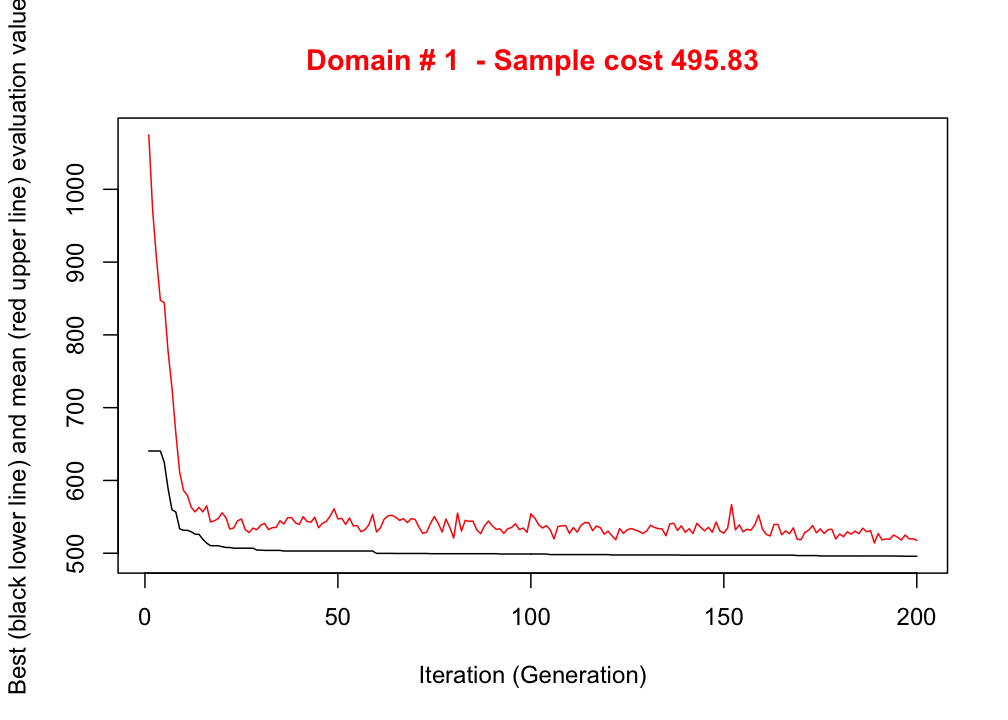 Domain # 1 - Sample cost 495.83
Best (black lower line) and mean (red upper line) evaluation value
1000
900
800
700
600
500
0 50 100 150 200
Iteration (Generation)